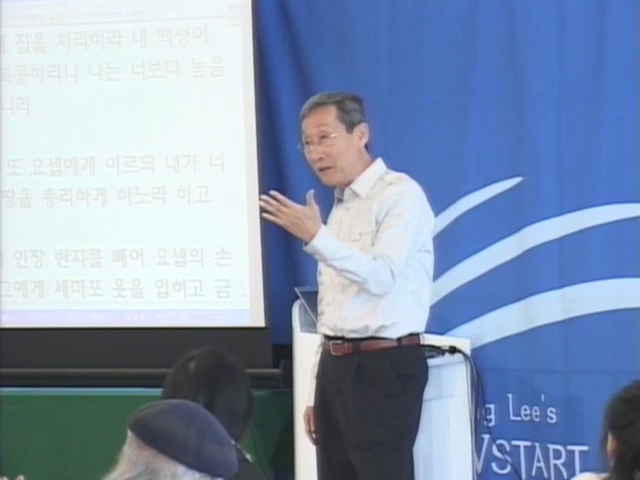 집을 치리하라 내 백성이
복종하리니 나는 너보다 높음
니라
또 요셉에게 이르되 내가 너
땅을 총리하게 하노라 하고
인장 반지를 빼어 요셉의 손
그에게 세마포 옷을 입히고 금
g Lee's
VSTART